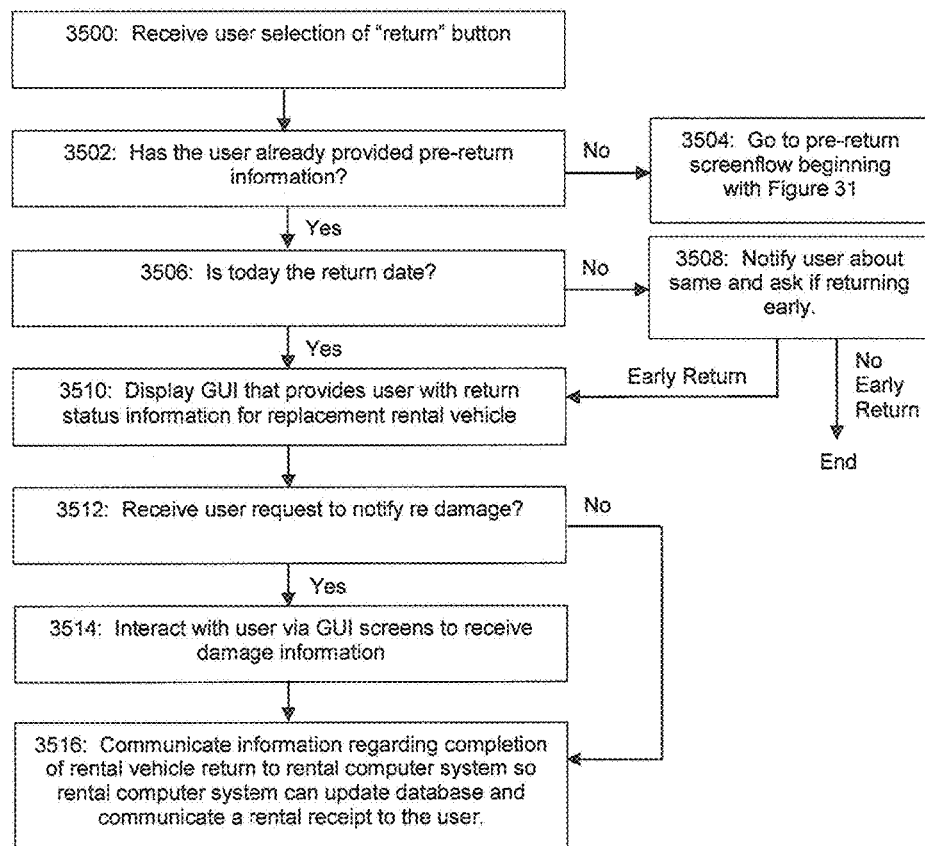 3500: Receive user selection of "return" button
3502: Has the user already provided pre-return
information?
No
3504: Go to pre-return
screenflow beginning
with Figure 31
Yes
3506: Is today the return date?
No
3508: Notify user about
same and ask if returning
early.
Yes
Early Return
No
Early
Return
End
3510: Display GUI that provides user with return
status information for replacement rental vehicle
3512: Receive user request to notify re damage?
No
Yes
3514: Interact with user via GUI screens to receive
damage information
3516: Communicate information regarding completion
of rental vehicle return to rental computer system so
rental computer system can update database and
communicate a rental receipt to the user.